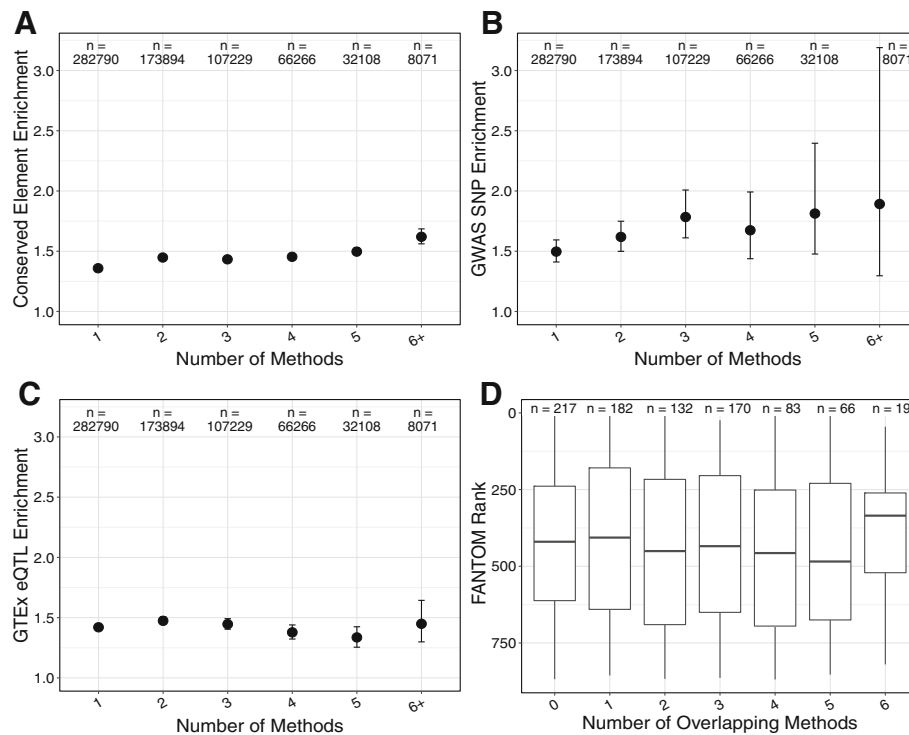 A
n = n = n = n = n = n =
282790 173894 107229 66266 32108 8071
3.0
2.5
2.0
1.5
1.0
Conserved Element Enrichment
1 2 3 4 5 6+
Number of Methods
B
n = n = n = n = n = n =
282790 173894 107229 66266 32108 8071
3.0
2.5
2.0
1.5
1.0
GWAS SNP Enrichment
1 2 3 4 5 6+
Number of Methods
C
n = n = n = n = n = n =
282790 173894 107229 66266 32108 8071
3.0
2.5
2.0
1.5
1.0
GTEx eQTL Enrichment
1 2 3 4 5 6+
Number of Methods
D
n = 217 n = 182 n = 132 n = 170 n = 83 n = 66 n = 19
0
250
500
750
FANTOM Rank
0 1 2 3 4 5 6
Number of Overlapping Methods